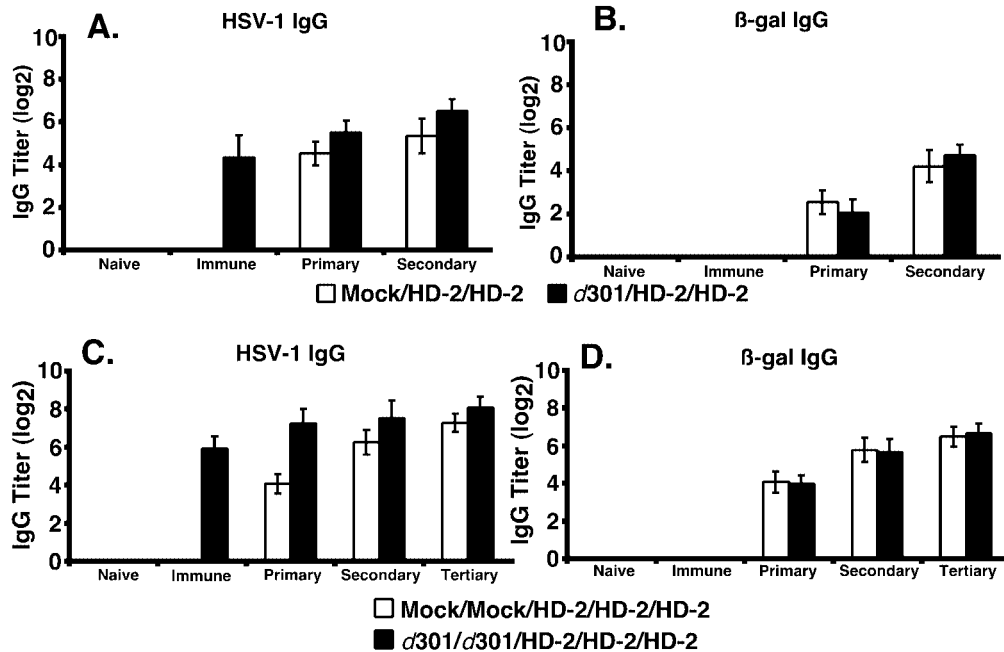 A.
HSV-1 IgG
IgG Titer (log2)
10
8
6
4
2
0
Naive Immune Primary Secondary
B.
ß-gal IgG
IgG Titer (log2)
10
8
6
4
2
0
Naive Immune Primary Secondary
Mock/HD-2/HD-2 d301/HD-2/HD-2
C.
HSV-1 IgG
IgG Titer (log2)
10
8
6
4
2
0
Naive Immune Primary Secondary Tertiary
D.
ß-gal IgG
IgG Titer (log2)
10
8
6
4
2
0
Naive Immune Primary Secondary Tertiary
Mock/Mock/HD-2/HD-2/HD-2
d301/d301/HD-2/HD-2/HD-2